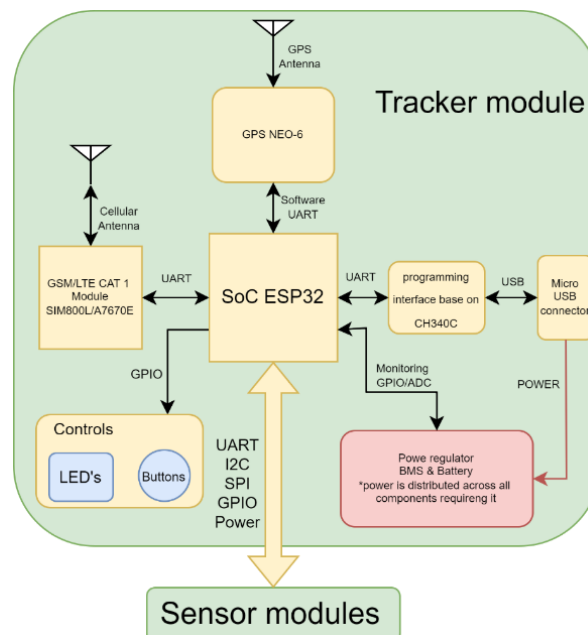 GPS
Antenna
Tracker module
GPS NEO-6
Cellular
Antenna
Software
UART
GSM/LTE CAT 1
Module
SIM800L/A7670E
UART
SoC ESP32
UART
programming
interface base on
CH340C
USB
Micro
USB
connector
GPIO
Monitoring
GPIO/ADC
POWER
Controls
LED's
Buttons
UART
I2C
SPI
GPIO
Power
Powe regulator
BMS & Battery
*power is distributed across all
components requireng it
Sensor modules